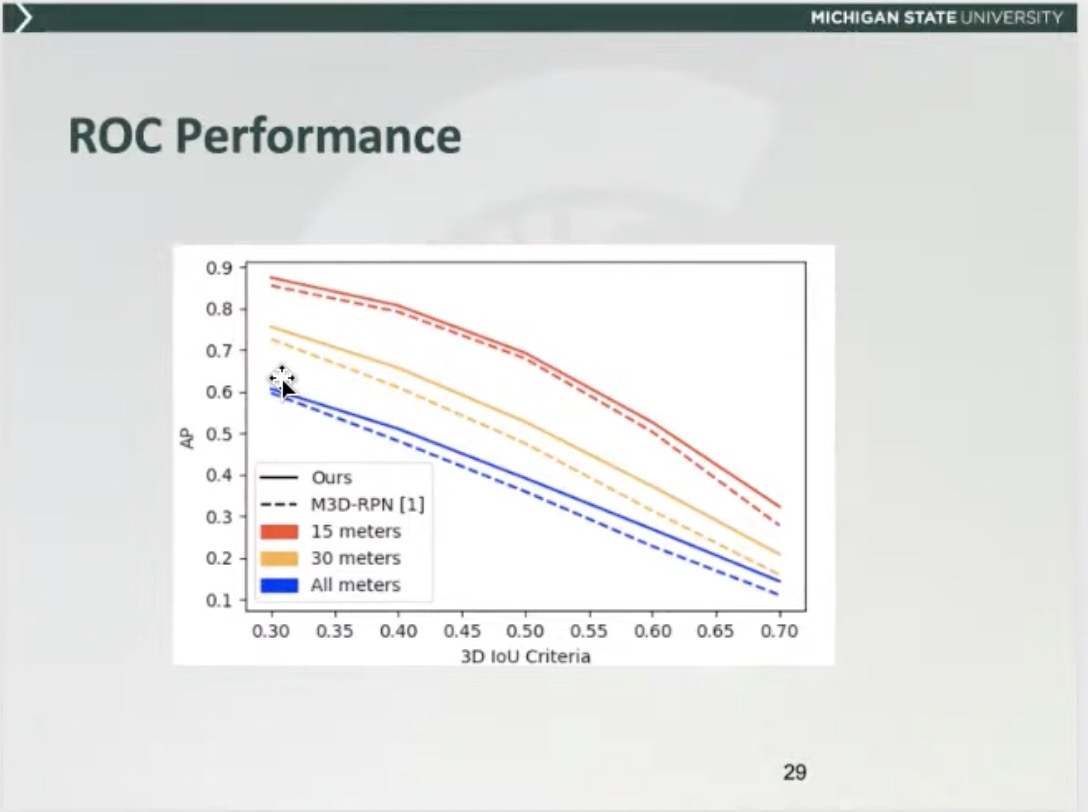 MICHIGAN STATE UNIVERSITY
ROC Performance
0.9
0.8
0.7
0.6
0.5
0.4
0.3
0.2
0.1
AP
Ours
M3D-RPN [1]
15 meters
30 meters
All meters
0.30 0.35 0.40 0.45 0.50 0.55 0.60 0.65 0.70
3D IoU Criteria
29